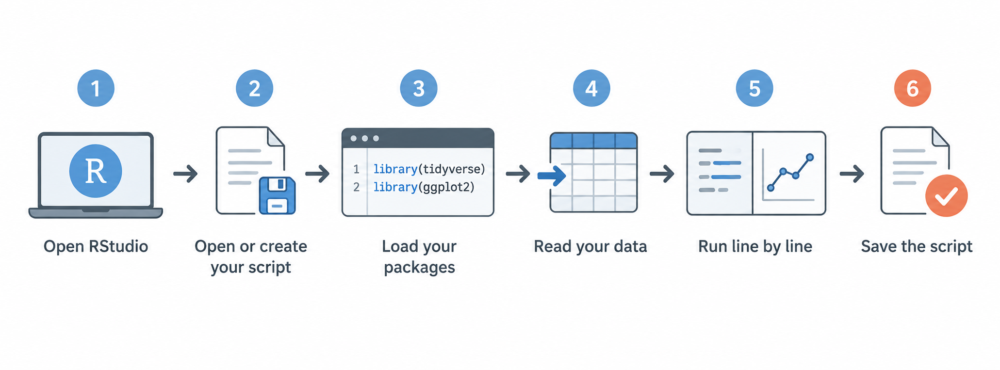 1
2
3
4
5
6
R
1 library(tidyverse)
2 library(ggplot2)
Open RStudio
Open or create
your script
Load your
packages
Read your data
Run line by line
Save the script